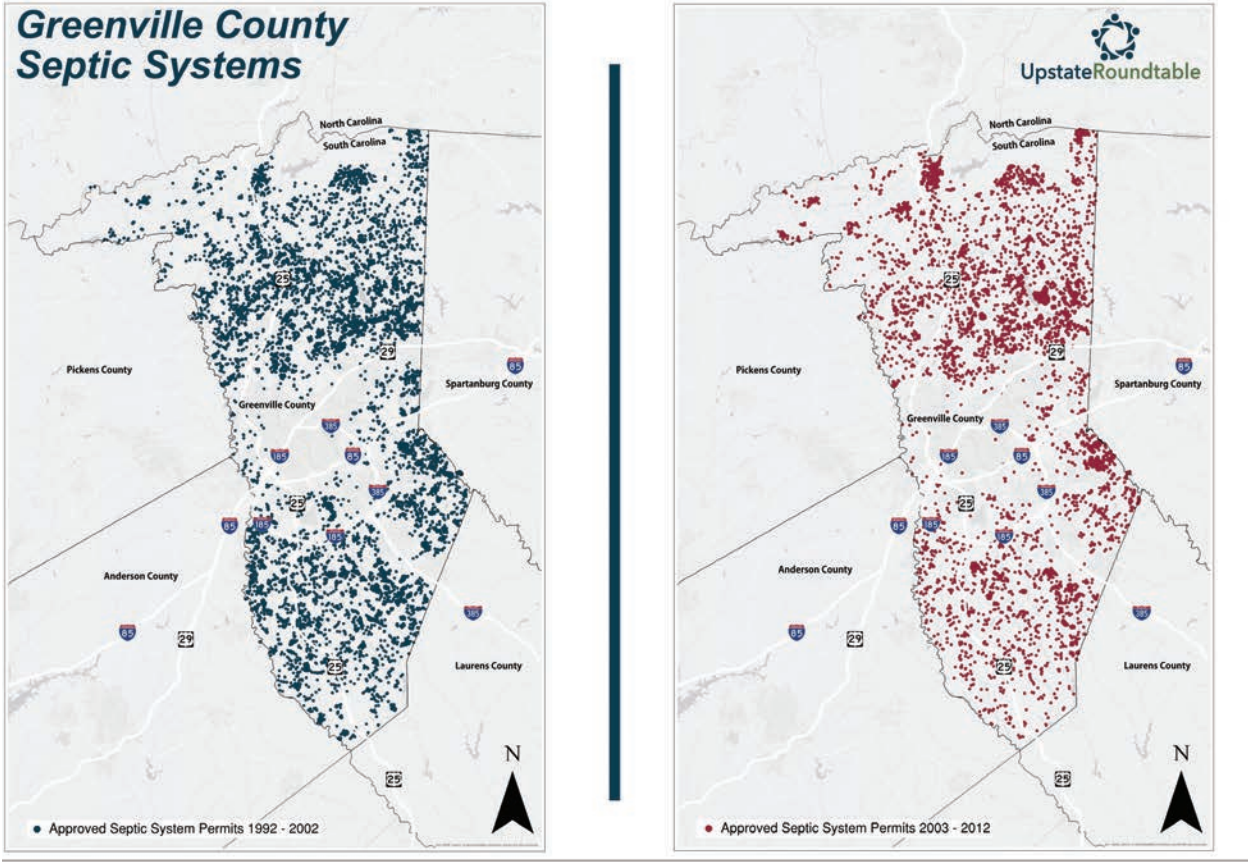 Greenville County
Septic Systems
North Carolina
South Carolina
25
29
85
Pickens County
Spartanburg County
Greenville County
385
185
85
385
25
85
185
185
Anderson County
385
85
29
25
Laurens County
N
25
Approved Septic System Permits 1992 - 2002
UpstateRoundtable
North Carolina
South Carolina
25
29
85
Pickens County
Spartanburg County
Greenville County
385
185
85
385
25
85
185
185
Anderson County
385
85
29
25
Laurens County
N
25
Approved Septic System Permits 2003 - 2012